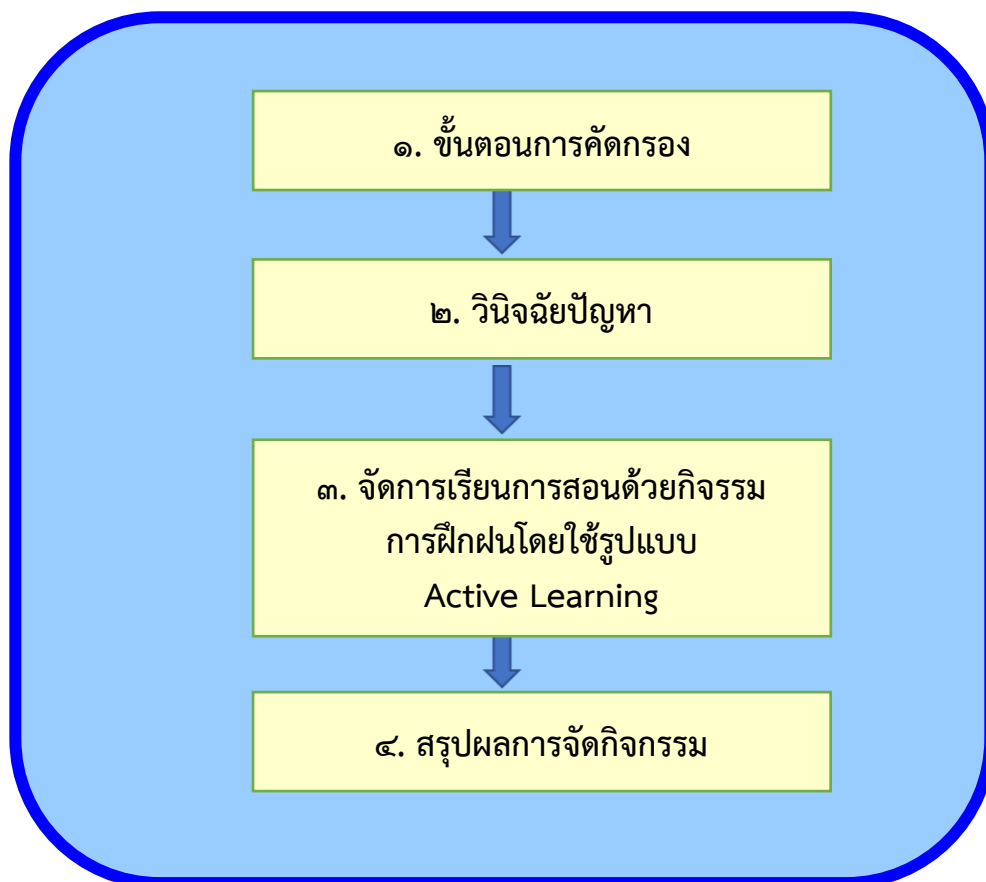 ๑. ขั้นตอนการคัดกรอง
๒. วินิจฉัยปัญหา
๓. จัดการเรียนการสอนด้วยกิจรรม
การฝึกฝนโดยใช้รูปแบบ
Active Learning
๔. สรุปผลการจัดกิจกรรม